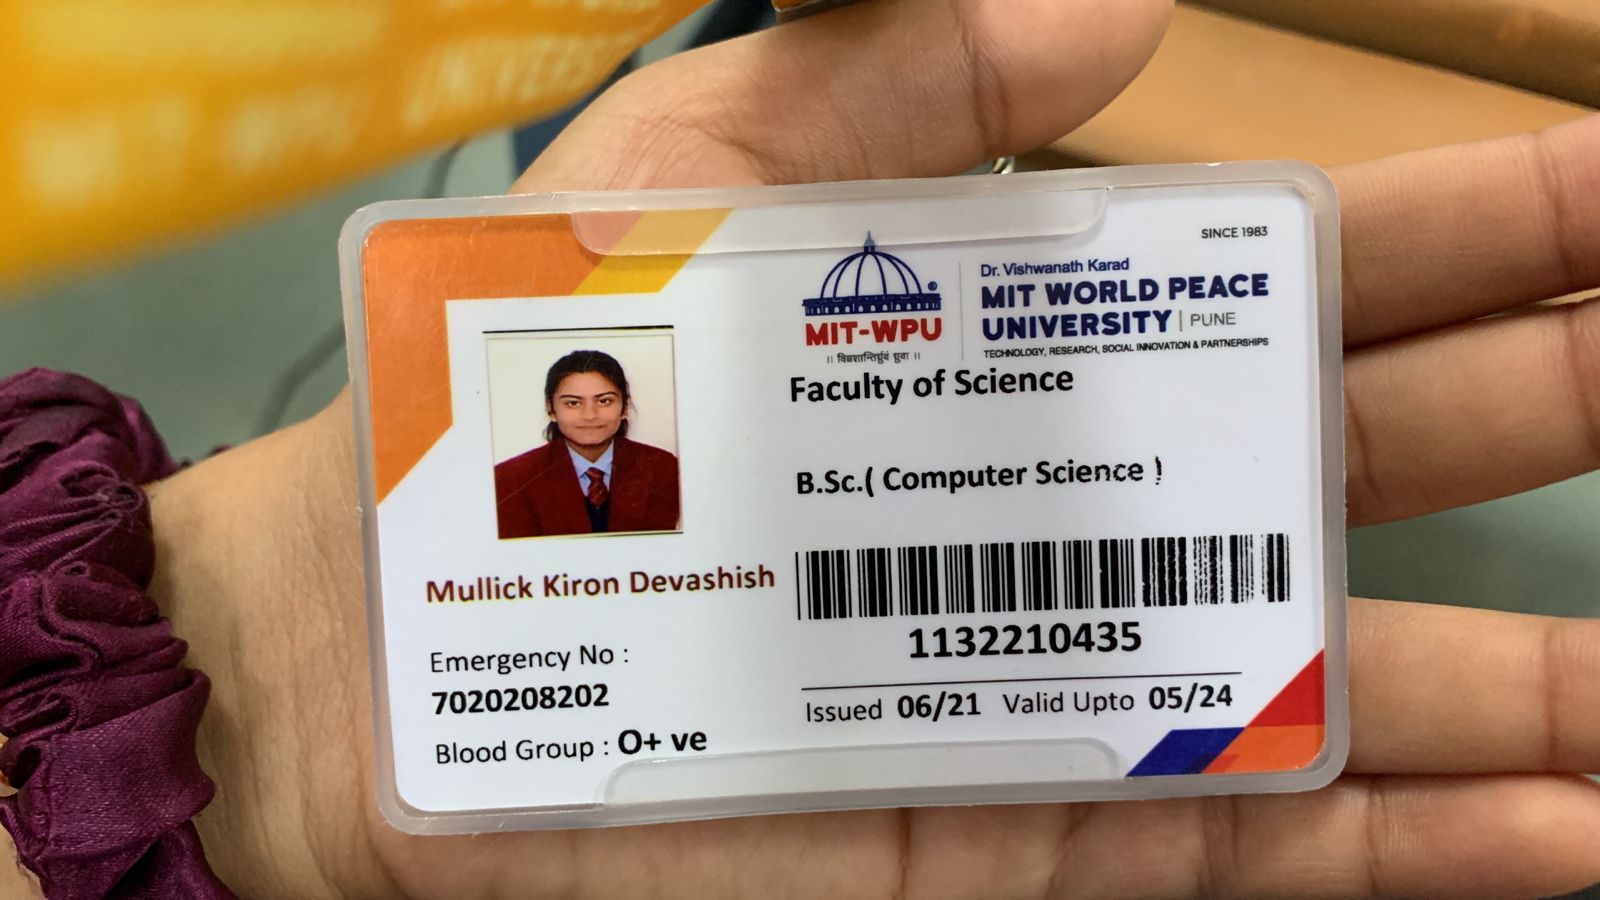 UNIVERS
SINCE 1983
Dr. Vishwanath Karad
MIT WORLD PEACE
UNIVERSITY | PUNE
TECHNOLOGY, RESEARCH, SOCIAL INNOVATION & PARTNERSHIPS
MIT-WPU
®
|| विश्वशान्तिर्ध्रुवं ध्रुवा ||
Faculty of Science
B.Sc.( Computer Science )
Mullick Kiron Devashish
1132210435
Emergency No :
7020208202
Issued 06/21 Valid Upto 05/24
Blood Group : O+ ve